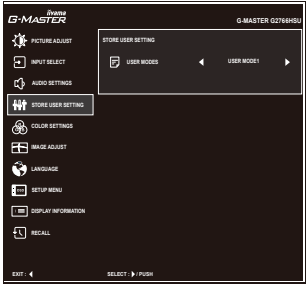 iiyama
G-MASTER
G-MASTER G2766HSU
PICTURE ADJUST
INPUT SELECT
AUDIO SETTINGS
STORE USER SETTING
COLOR SETTINGS
IMAGE ADJUST
LANGUAGE
SETUP MENU
DISPLAY INFORMATION
RECALL
STORE USER SETTING
USER MODES
USER MODE1
EXIT :
SELECT : / PUSH